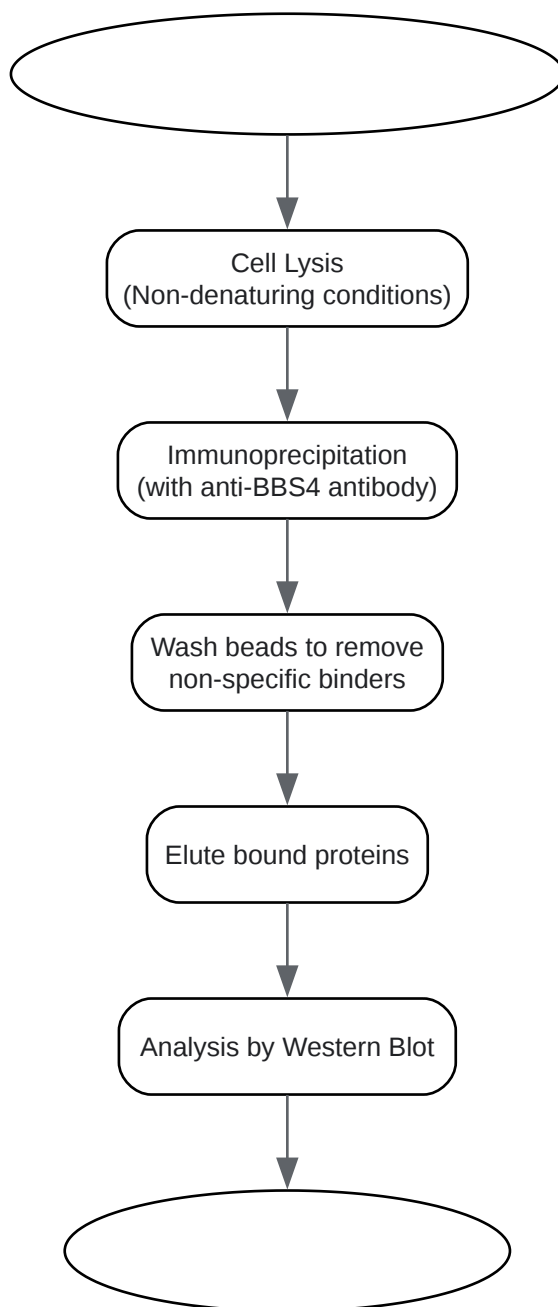 Cell Lysis
(Non-denaturing conditions)
Immunoprecipitation
(with anti-BBS4 antibody)
Wash beads to remove
non-specific binders
Elute bound proteins
Analysis by Western Blot